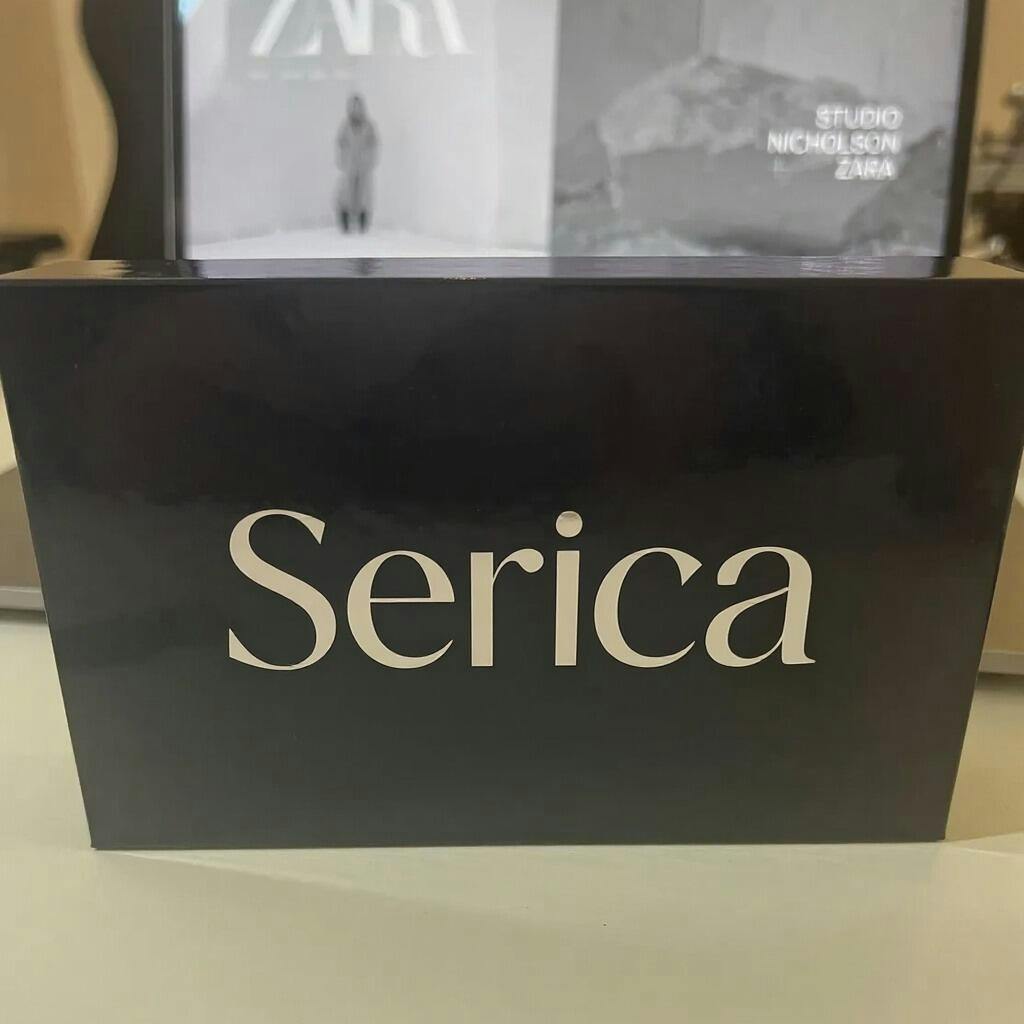 ZARA
STUDIO
NICHOLSON
ZARA
Serica